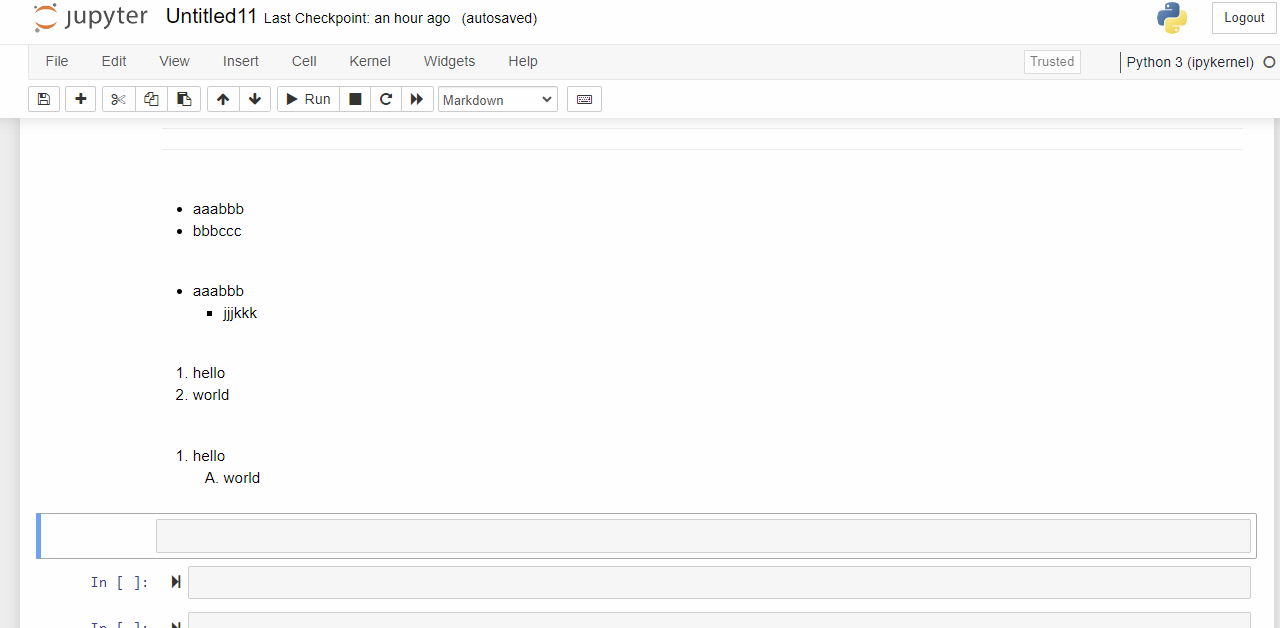 jupyter Untitled11 Last Checkpoint: an hour ago (autosaved) Logout
File Edit View Insert Cell Kernel Widgets Help Trusted Python 3 (ipykernel)
Run Markdown
• aaabbb
• bbbccc
• aaabbb
▪ jjjkkk
1. hello
2. world
1. hello
A. world
In [ ]:
In [ ]: